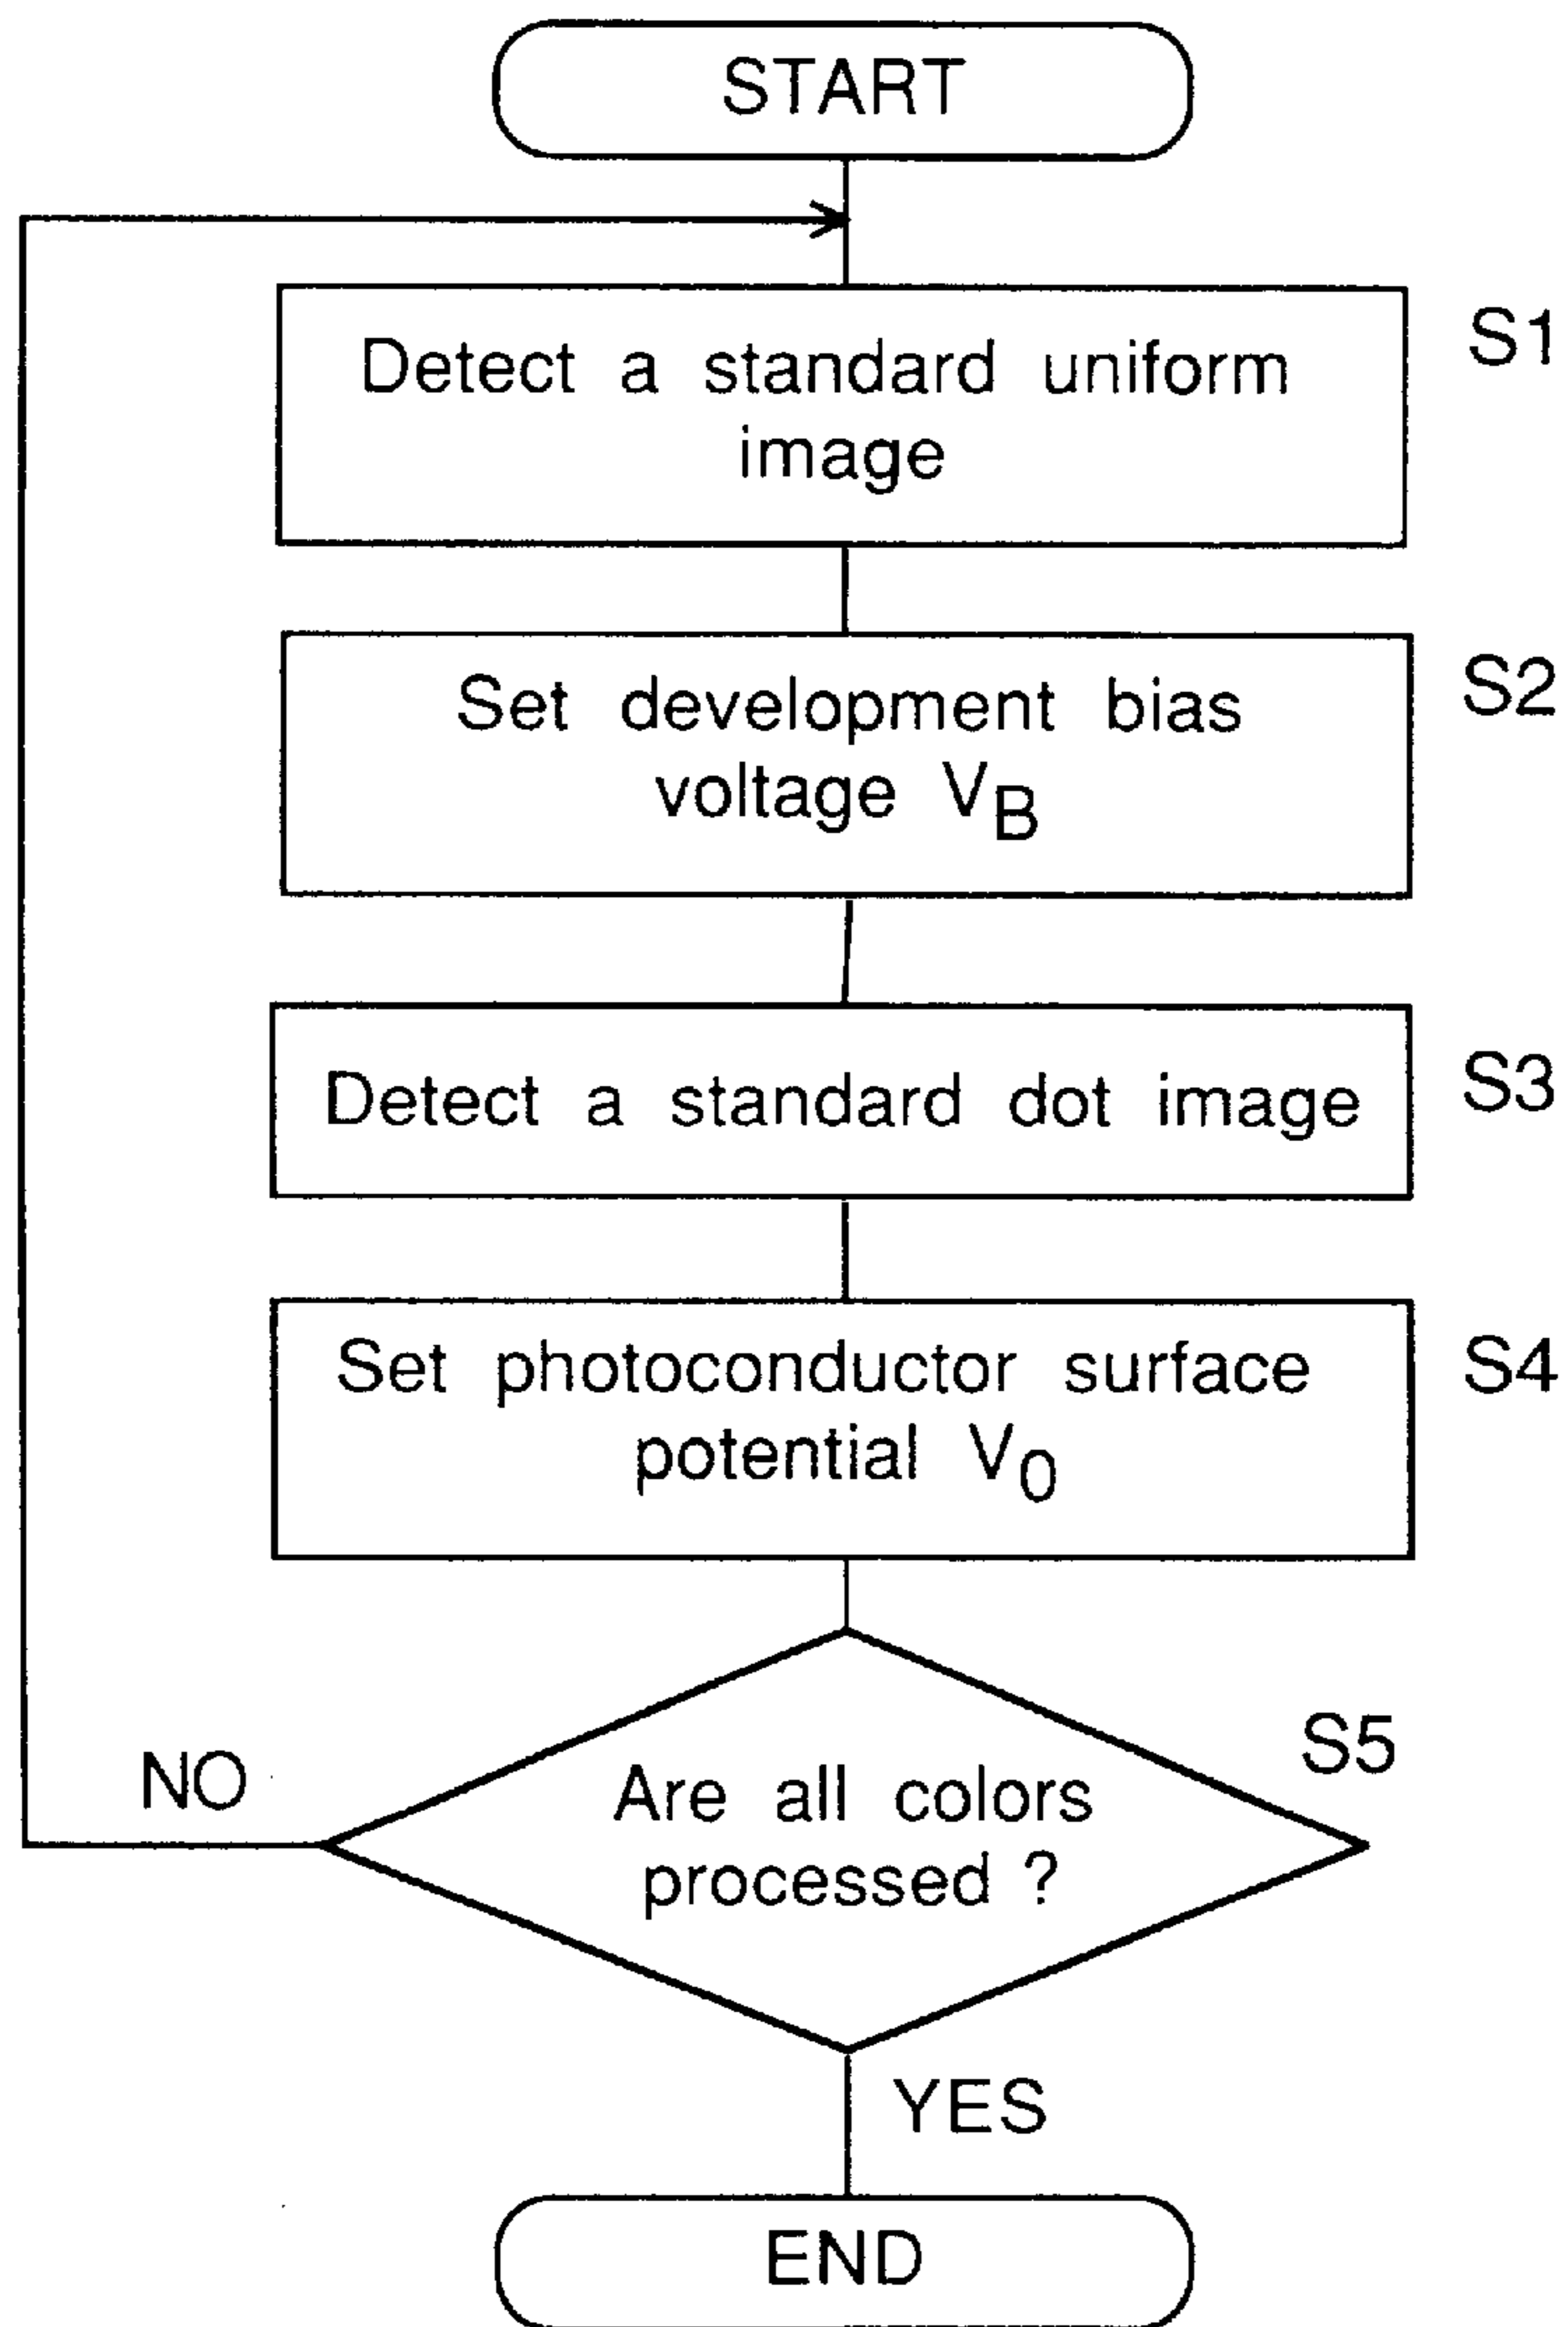 START
Detect a standard uniform
image
S1
Set development bias
voltage VB
S2
Detect a standard dot image
S3
Set photoconductor surface
potential V0
S4
Are all colors
processed ?
S5
NO
YES
END